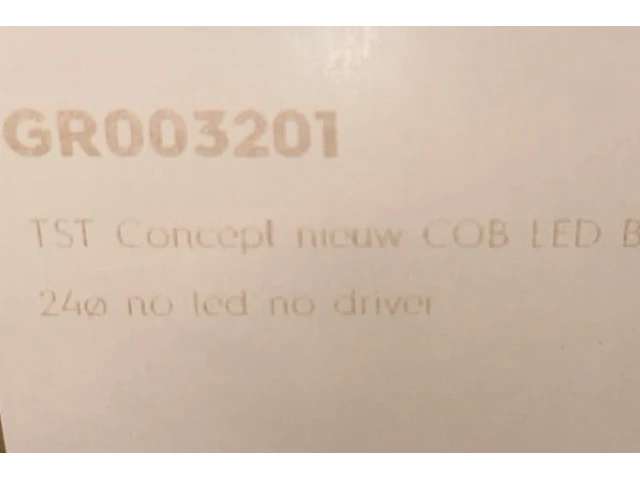 GR003201
TST Concept nieuw COB LED B
24ø no led no driver